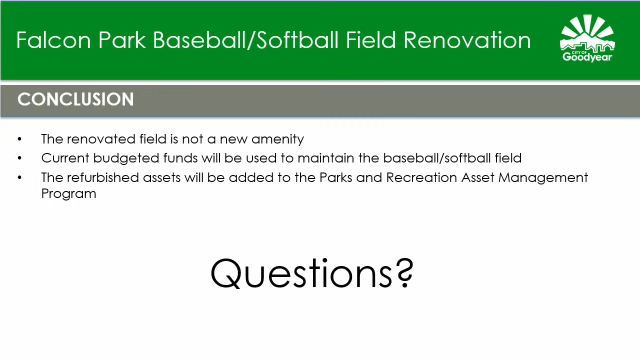 Falcon Park Baseball/Softball Field Renovation
CITY OF
Goodyear
CONCLUSION
• The renovated field is not a new amenity
• Current budgeted funds will be used to maintain the baseball/softball field
• The refurbished assets will be added to the Parks and Recreation Asset Management
Program
Questions?